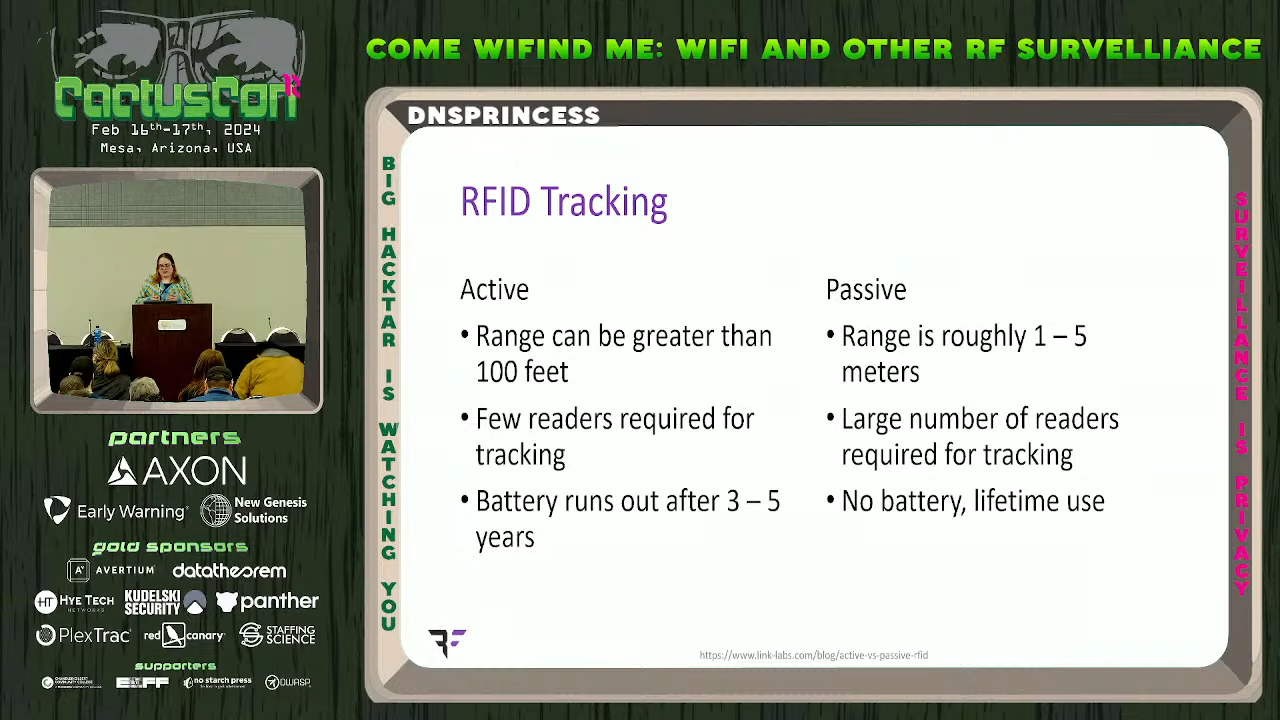 COME WIFIND ME: WIFI AND OTHER RF SURVELLIANCE
CactusCon
Feb 16th-17th, 2024
Mesa, Arizona, USA
DNSPRINCESS
BIG HACKTAR IS WATCHING YOU
RFID Tracking
Active
• Range can be greater than
100 feet
• Few readers required for
tracking
• Battery runs out after 3 – 5
years
Passive
• Range is roughly 1 – 5
meters
• Large number of readers
required for tracking
• No battery, lifetime use
https://www.link-labs.com/blog/active-vs-passive-rfid
SURVEILLANCE IS PRIVACY
partners
AXON
Early Warning
New Genesis
Solutions
gold sponsors
AVERTIUM
datatheorem
HT HYE TECH
NETWORKS
KUDELSKI
SECURITY
panther
PlexTrac
red canary
STAFFING
SCIENCE
supporters
EFF
no starch press
OWASP